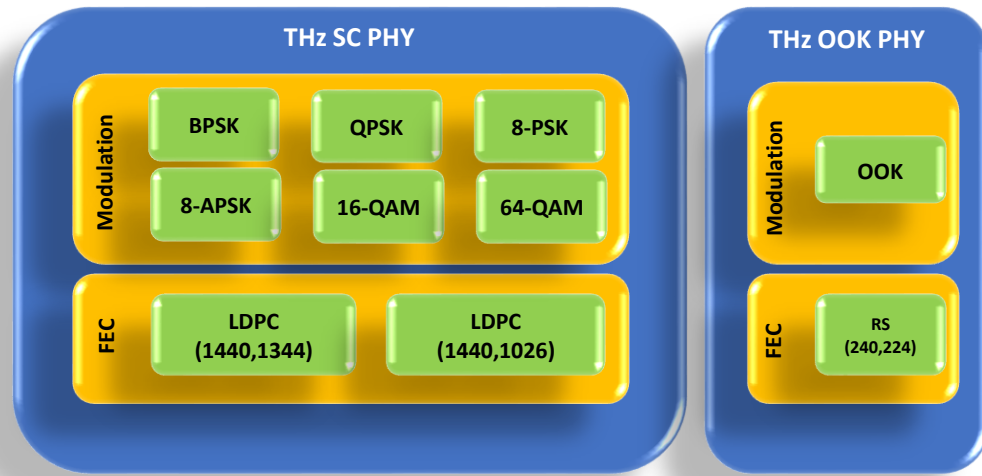 THz SC PHY
Modulation
BPSK
QPSK
8-PSK
8-APSK
16-QAM
64-QAM
FEC
LDPC
(1440,1344)
LDPC
(1440,1026)
THz OOK PHY
Modulation
OOK
FEC
RS
(240,224)